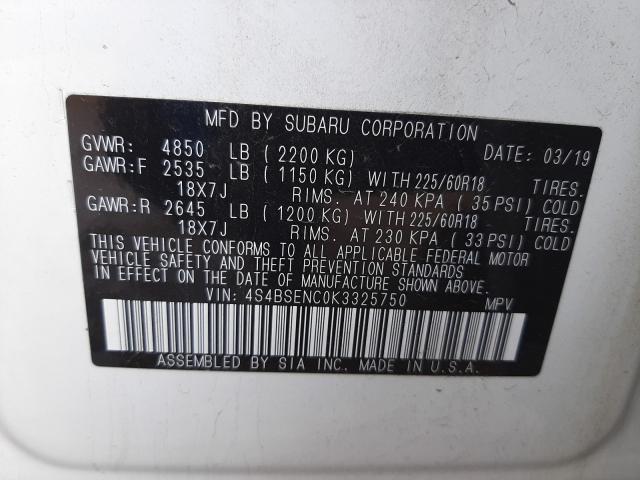 MFD BY SUBARU CORPORATION
GVWR: 4850 LB ( 2200 KG) DATE: 03/19
GAWR:F 2535 LB ( 1150 KG) WITH 225/60R18 TIRES.
18X7J RIMS. AT 240 KPA ( 35 PSI) COLD
GAWR:R 2645 LB ( 1200 KG) WITH 225/60R18 TIRES.
18X7J RIMS. AT 230 KPA ( 33 PSI) COLD
THIS VEHICLE CONFORMS TO ALL APPLICABLE FEDERAL MOTOR
VEHICLE SAFETY AND THEFT PREVENTION STANDARDS
IN EFFECT ON THE DATE OF MANUFACTURE SHOWN ABOVE.
VIN: 4S4BSENC0K3325750 MPV
ASSEMBLED BY SIA INC. MADE IN U.S.A.